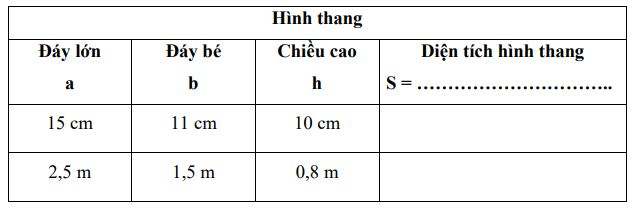 Hình thang
Đáy lớn Đáy bé Chiều cao Diện tích hình thang
a b h S = …………………………..
15 cm 11 cm 10 cm
2,5 m 1,5 m 0,8 m